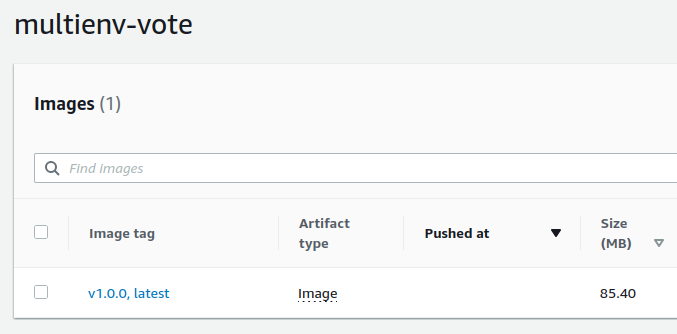 multienv-vote
Images (1)
Find Images
Image tag
Artifact
type
Pushed at
Size
(MB)
v1.0.0, latest
Image
85.40